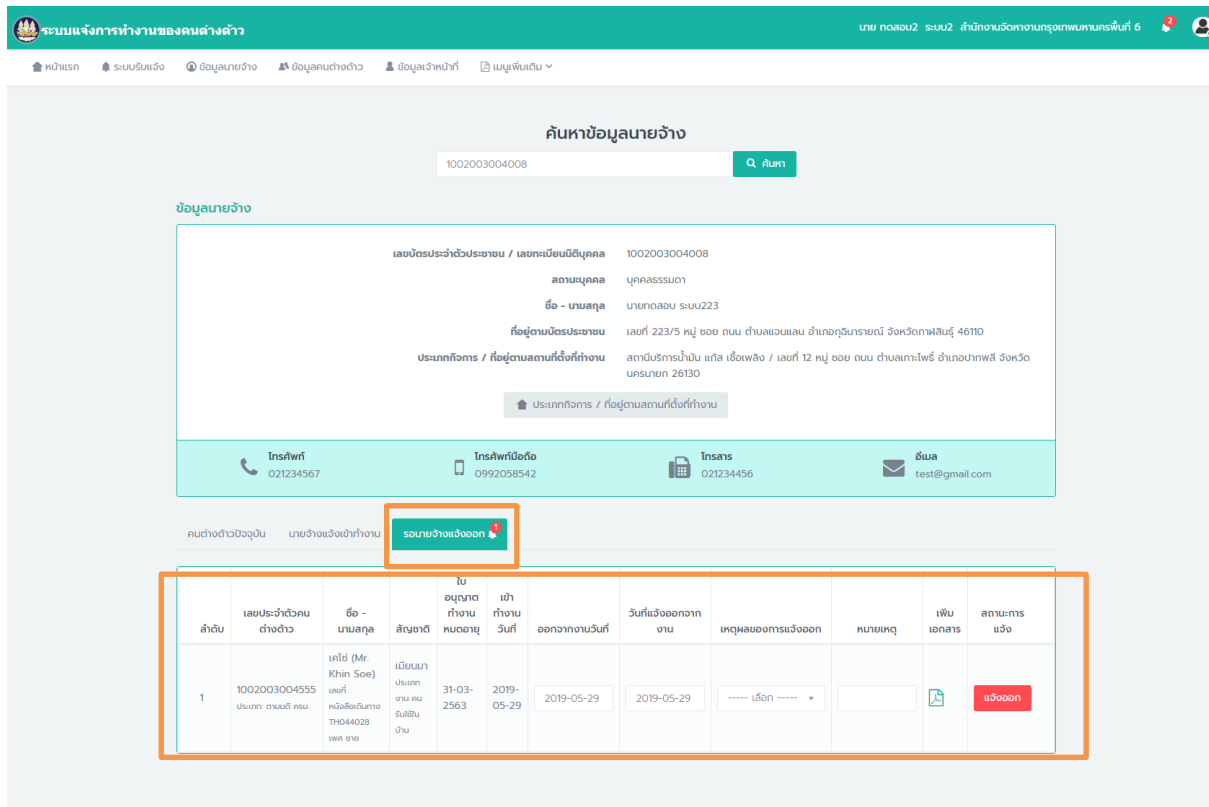 ระบบแจ้งการทำงานของคนต่างด้าว
นาย ทดสอบ2 ระบบ2 สำนักงานจัดหางานกรุงเทพมหานครพื้นที่ 6
2
หน้าแรก ระบบรับแจ้ง ข้อมูลนายจ้าง ข้อมูลคนต่างด้าว ข้อมูลเจ้าหน้าที่ เมนูเพิ่มเติม
ค้นหาข้อมูลนายจ้าง
1002003004008 ค้นหา
ข้อมูลนายจ้าง
เลขบัตรประจำตัวประชาชน / เลขทะเบียนนิติบุคคล 1002003004008
สถานะบุคคล บุคคลธรรมดา
ชื่อ - นามสกุล นายทดสอบ ระบบ223
ที่อยู่ตามบัตรประชาชน เลขที่ 223/5 หมู่ ซอย ถนน ตำบลแจนแลน อำเภอกุฉินารายณ์ จังหวัดกาฬสินธุ์ 46110
ประเภทกิจการ / ที่อยู่ตามสถานที่ตั้งที่ทำงาน สถานีบริการน้ำมัน แก้ส เชื้อเพลิง / เลขที่ 12 หมู่ ซอย ถนน ตำบลเกาะโพธิ์ อำเภอปากพลี จังหวัด
นครนายก 26130
ประเภทกิจการ / ที่อยู่ตามสถานที่ตั้งที่ทำงาน
โทรศัพท์ โทรศัพท์มือถือ โทรสาร อีเมล
021234567 0992058542 021234456 test@gmail.com
คนต่างด้าวปัจจุบัน นายจ้างแจ้งเข้าทำงาน รอนายจ้างแจ้งออก 1
ลำดับ
เลขประจำตัวคน
ต่างด้าว
ชื่อ -
นามสกุล
สัญชาติ
ใบ
อนุญาต
ทำงาน
หมดอายุ
เข้า
ทำงาน
วันที่
ออกจากงานวันที่
วันที่แจ้งออกจาก
งาน
เหตุผลของการแจ้งออก
หมายเหตุ
เพิ่ม
เอกสาร
สถานะการ
แจ้ง
1
1002003004555
ประเภท: ตามมติ ครม.
เคโซ่ (Mr.
Khin Soe)
เลขที่
หนังสือเดินทาง
TH044028
เพศ ชาย
เมียนมา
ประเภท
งาน คน
รับใช้ใน
บ้าน
31-03-
2563
2019-
05-29
2019-05-29
2019-05-29
----- เลือก -----
แจ้งออก